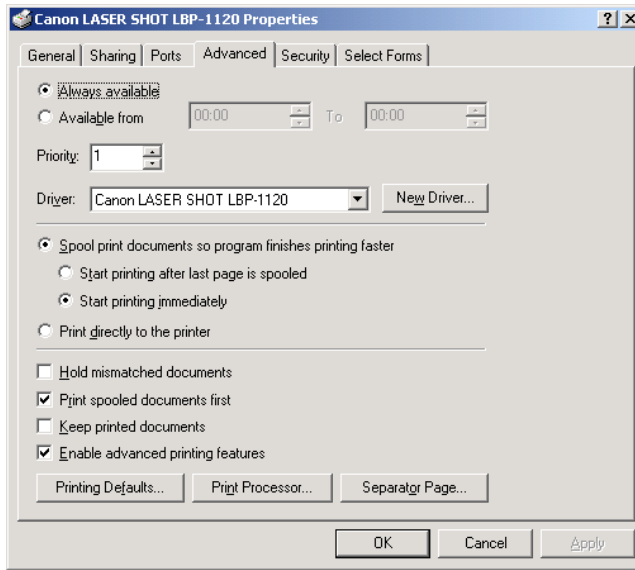 Canon LASER SHOT LBP-1120 Properties
General Sharing Ports Advanced Security Select Forms
Always available
Available from 00:00 To 00:00
Priority: 1
Driver: Canon LASER SHOT LBP-1120 New Driver...
Spool print documents so program finishes printing faster
Start printing after last page is spooled
Start printing immediately
Print directly to the printer
Hold mismatched documents
Print spooled documents first
Keep printed documents
Enable advanced printing features
Printing Defaults... Print Processor... Separator Page...
OK Cancel Apply